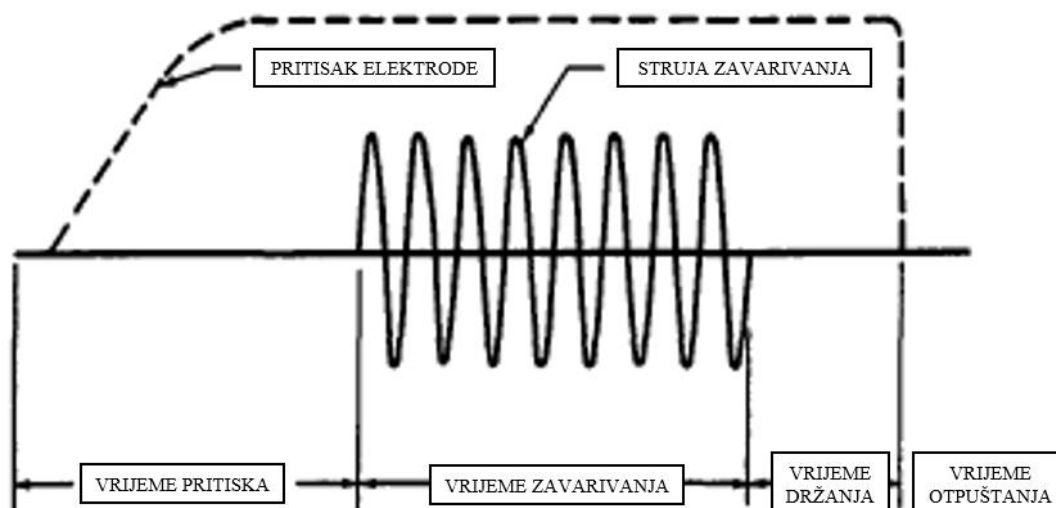 PRITISAK ELEKTRODE
STRUJA ZAVARIVANJA
VRIJEME PRITISKA
VRIJEME ZAVARIVANJA
VRIJEME
DRŽANJA
VRIJEME
OTPUŠTANJA